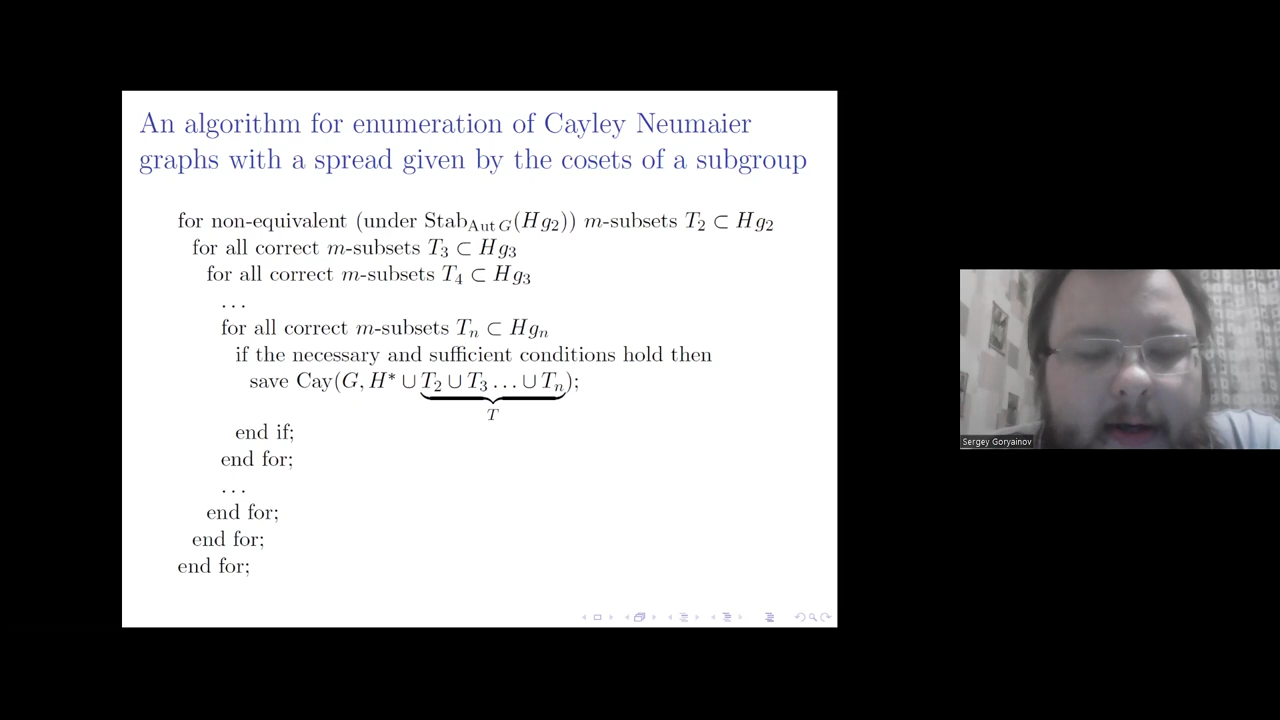 An algorithm for enumeration of Cayley Neumaier
graphs with a spread given by the cosets of a subgroup
for non-equivalent (under Stab_{Aut G}(Hg_2)) m-subsets T_2 ⊂ Hg_2
for all correct m-subsets T_3 ⊂ Hg_3
for all correct m-subsets T_4 ⊂ Hg_3
...
for all correct m-subsets T_n ⊂ Hg_n
if the necessary and sufficient conditions hold then
save Cay(G, H* ∪ T_2 ∪ T_3 ... ∪ T_n);
T
end if;
end for;
...
end for;
end for;
end for;
Sergey Goryainov